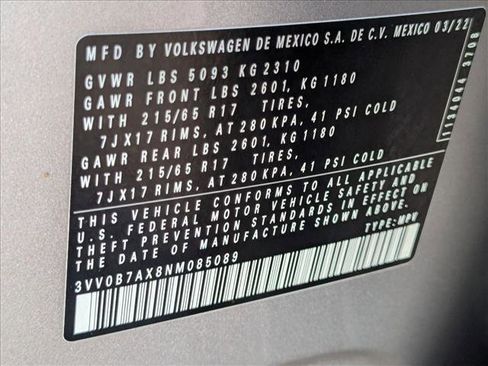 MFD BY VOLKSWAGEN DE MEXICO S.A. DE C.V. MEXICO 03/22
GVWR LBS 5093 KG 2310
GAWR FRONT LBS 2601, KG 1180
WITH 215/65 R17 TIRES,
7JX17 RIMS, AT 280 KPA, 41 PSI COLD
GAWR REAR LBS 2601, KG 1180
WITH 215/65 R17 TIRES,
7JX17 RIMS, AT 280 KPA, 41 PSI COLD
THIS VEHICLE CONFORMS TO ALL APPLICABLE
U.S. FEDERAL MOTOR VEHICLE SAFETY AND
THEFT PREVENTION STANDARDS IN EFFECT ON
THE DATE OF MANUFACTURE SHOWN ABOVE.
TYPE: MPV
3VV0B7AX8NM085089